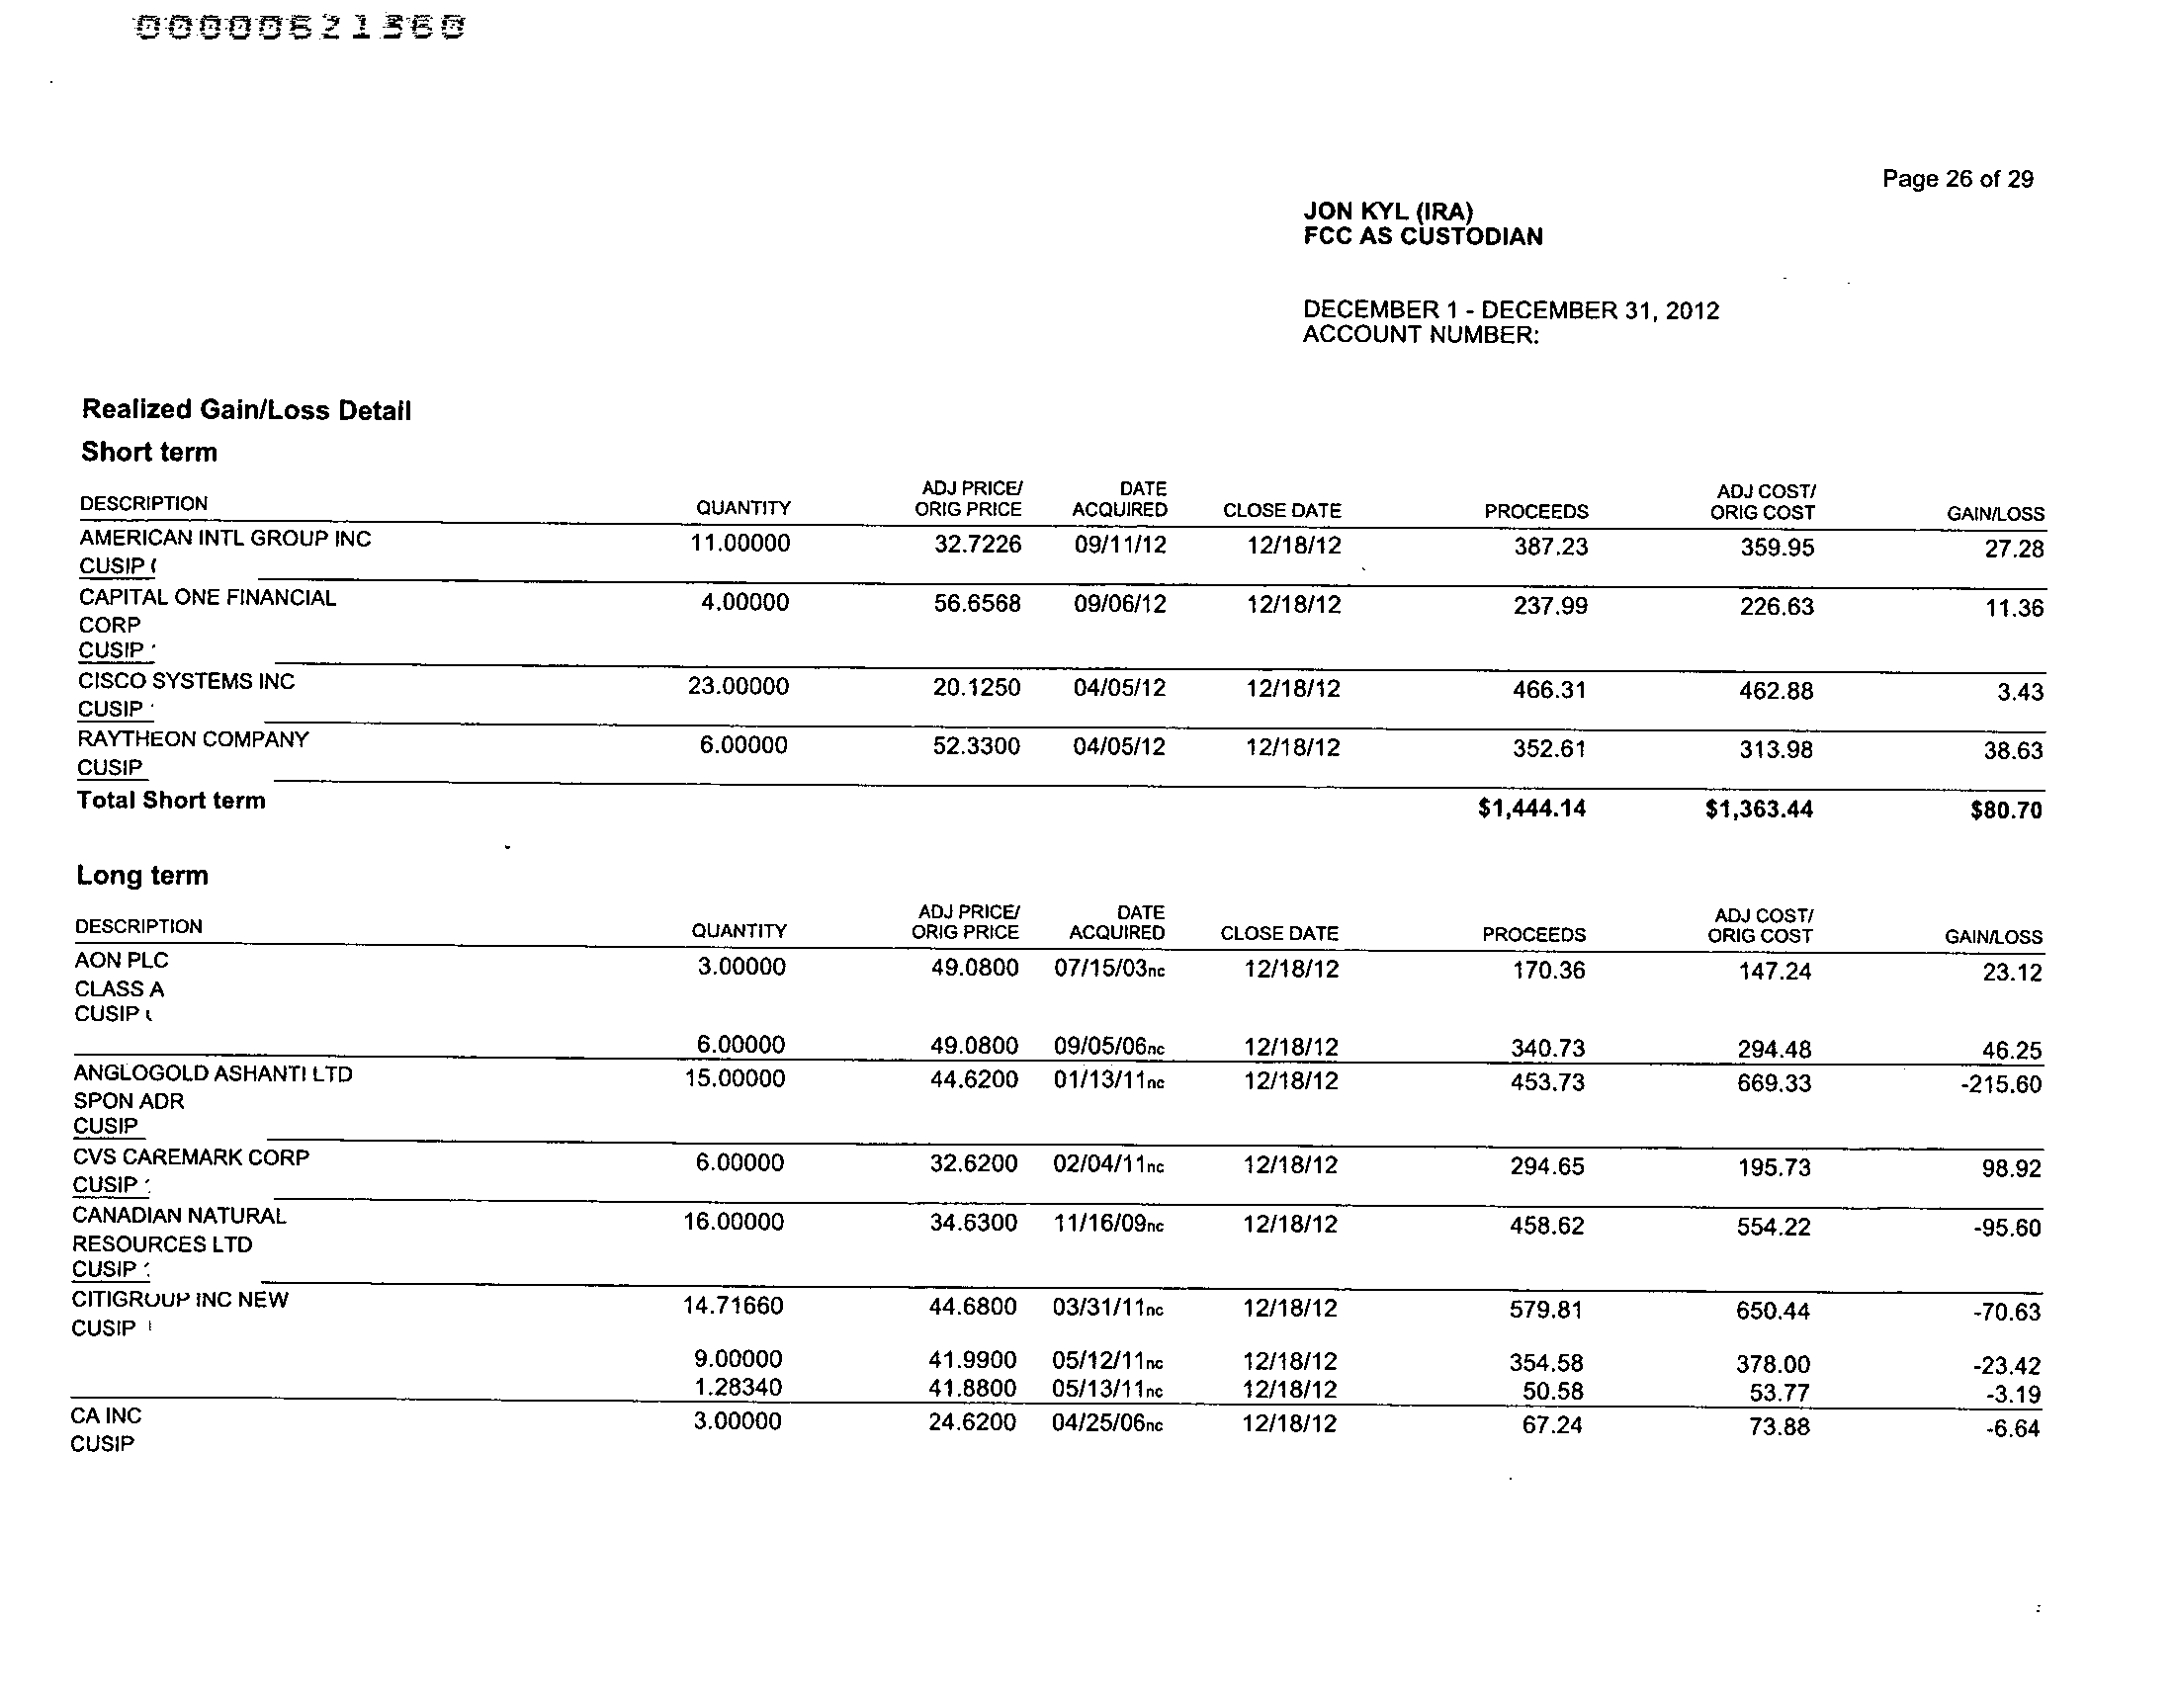 00000621360
Page 26 of 29
JON KYL (IRA)
FCC AS CUSTODIAN
DECEMBER 1 - DECEMBER 31, 2012
ACCOUNT NUMBER:
Realized Gain/Loss Detail
Short term
DESCRIPTION QUANTITY ADJ PRICE/ ORIG PRICE DATE ACQUIRED CLOSE DATE PROCEEDS ADJ COST/ ORIG COST GAIN/LOSS
AMERICAN INTL GROUP INC 11.00000 32.7226 09/11/12 12/18/12 387.23 359.95 27.28
CUSIP
CAPITAL ONE FINANCIAL 4.00000 56.6568 09/06/12 12/18/12 237.99 226.63 11.36
CORP
CUSIP
CISCO SYSTEMS INC 23.00000 20.1250 04/05/12 12/18/12 466.31 462.88 3.43
CUSIP
RAYTHEON COMPANY 6.00000 52.3300 04/05/12 12/18/12 352.61 313.98 38.63
CUSIP
Total Short term $1,444.14 $1,363.44 $80.70
Long term
DESCRIPTION QUANTITY ADJ PRICE/ ORIG PRICE DATE ACQUIRED CLOSE DATE PROCEEDS ADJ COST/ ORIG COST GAIN/LOSS
AON PLC 3.00000 49.0800 07/15/03nc 12/18/12 170.36 147.24 23.12
CLASS A
CUSIP
6.00000 49.0800 09/05/06nc 12/18/12 340.73 294.48 46.25
ANGLOGOLD ASHANTI LTD 15.00000 44.6200 01/13/11nc 12/18/12 453.73 669.33 -215.60
SPON ADR
CUSIP
CVS CAREMARK CORP 6.00000 32.6200 02/04/11nc 12/18/12 294.65 195.73 98.92
CUSIP
CANADIAN NATURAL 16.00000 34.6300 11/16/09nc 12/18/12 458.62 554.22 -95.60
RESOURCES LTD
CUSIP
CITIGROUP INC NEW 14.71660 44.6800 03/31/11nc 12/18/12 579.81 650.44 -70.63
CUSIP
9.00000 41.9900 05/12/11nc 12/18/12 354.58 378.00 -23.42
1.28340 41.8800 05/13/11nc 12/18/12 50.58 53.77 -3.19
CA INC 3.00000 24.6200 04/25/06nc 12/18/12 67.24 73.88 -6.64
CUSIP